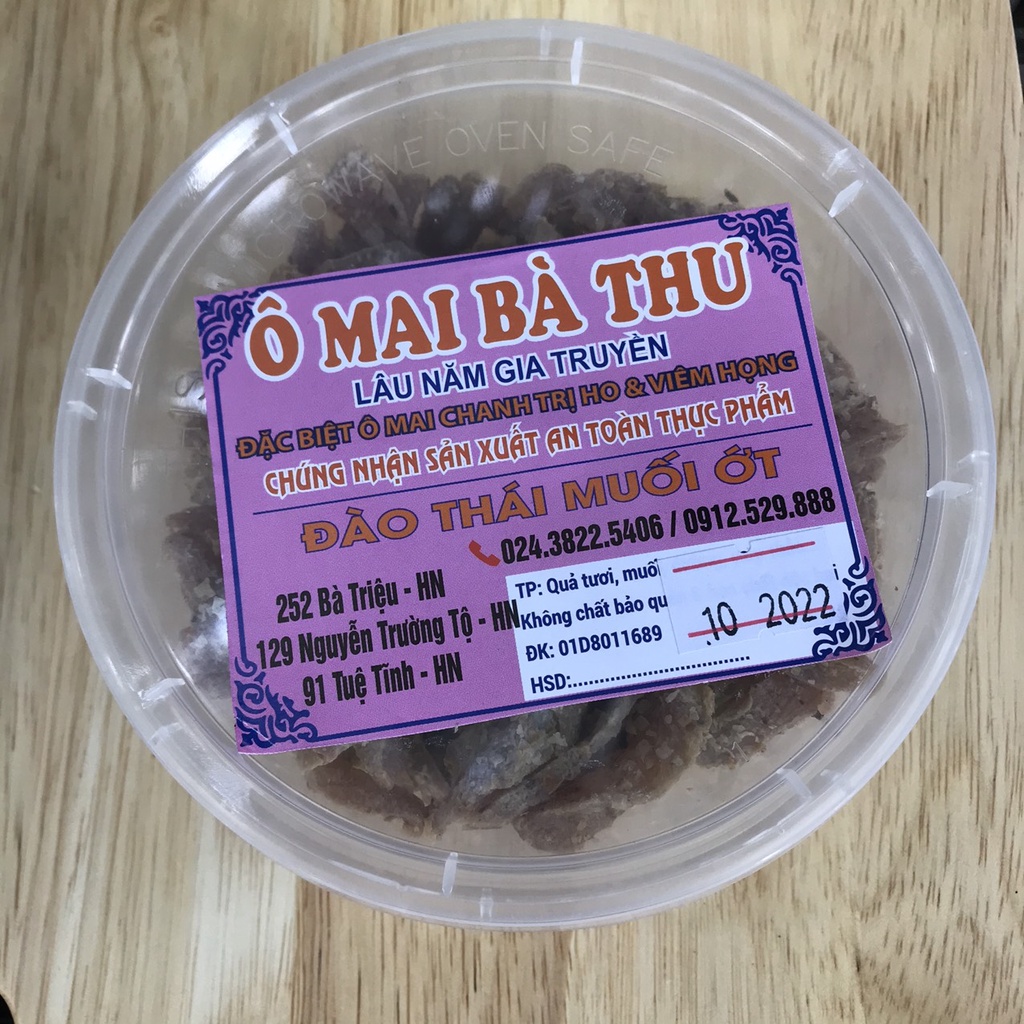 MICROWAVE OVEN SAFE
Ô MAI BÀ THU
LÂU NĂM GIA TRUYỀN
ĐẶC BIỆT Ô MAI CHANH TRỊ HO & VIÊM HỌNG
CHỨNG NHẬN SẢN XUẤT AN TOÀN THỰC PHẨM
ĐÀO THÁI MUỐI ỚT
024.3822.5406 / 0912.529.888
252 Bà Triệu - HN
129 Nguyễn Trường Tộ - HN
91 Tuệ Tĩnh - HN
TP: Quả tươi, muối
Không chất bảo qu
ĐK: 01D8011689
HSD:
10 2022